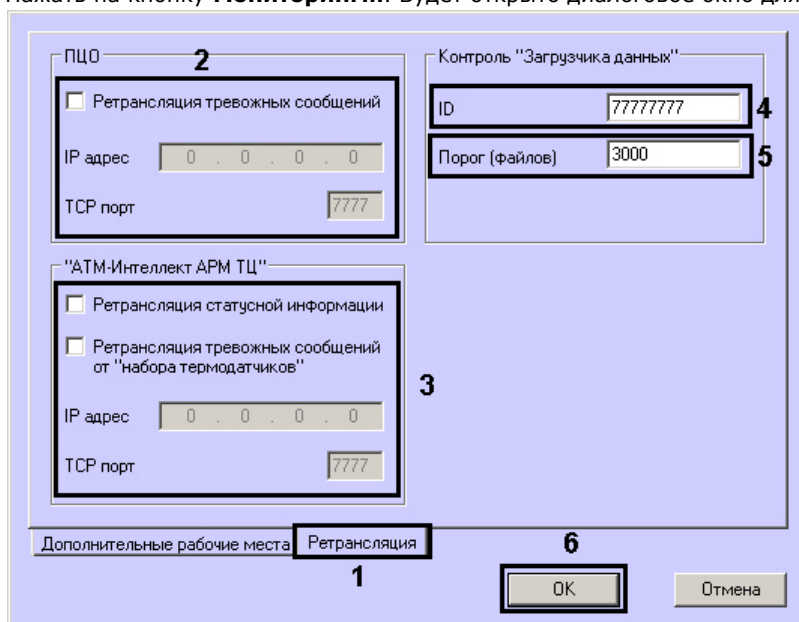 Нажать на кнопку Мониторинг.... Будет открыто диалоговое окно для
ПЦО
2
Ретрансляция тревожных сообщений
IP адрес 0 . 0 . 0 . 0
TCP порт 7777
Контроль "Загрузчика данных"
ID 77777777 4
Порог (файлов) 3000 5
"АТМ-Интеллект АРМ ТЦ"
Ретрансляция статусной информации
Ретрансляция тревожных сообщений
от "набора термодатчиков"
3
IP адрес 0 . 0 . 0 . 0
TCP порт 7777
Дополнительные рабочие места Ретрансляция
1
6
OK Отмена